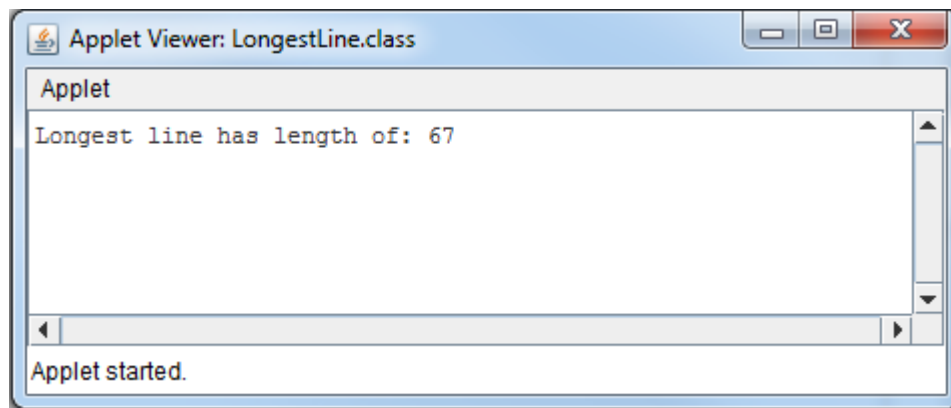 Applet Viewer: LongestLine.class
Applet
Longest line has length of: 67
Applet started.